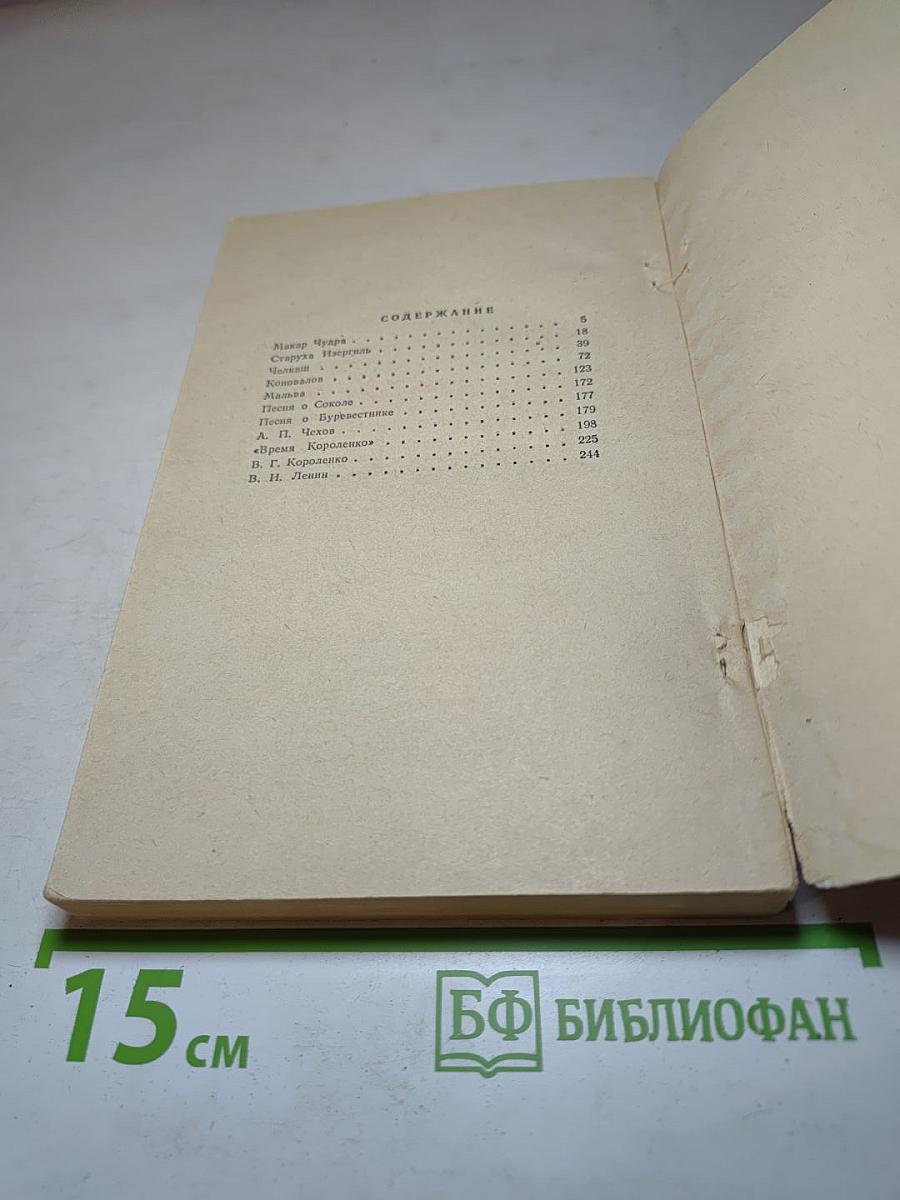 СОДЕРЖАНИЕ
Макар Чудра . . . . . . . . . . . . . . 5
Старуха Изергиль . . . . . . . . . . . . 18
Челкаш . . . . . . . . . . . . . . . . 39
Коновалов . . . . . . . . . . . . . . . 72
Мальва . . . . . . . . . . . . . . . . 123
Песня о Соколе . . . . . . . . . . . . . 172
Песня о Буревестнике . . . . . . . . . . 177
А. П. Чехов . . . . . . . . . . . . . . 179
«Время Короленко» . . . . . . . . . . . 198
В. Г. Короленко . . . . . . . . . . . . . 225
В. И. Ленин . . . . . . . . . . . . . . 244
15 см
БФ БИБЛИОФАН